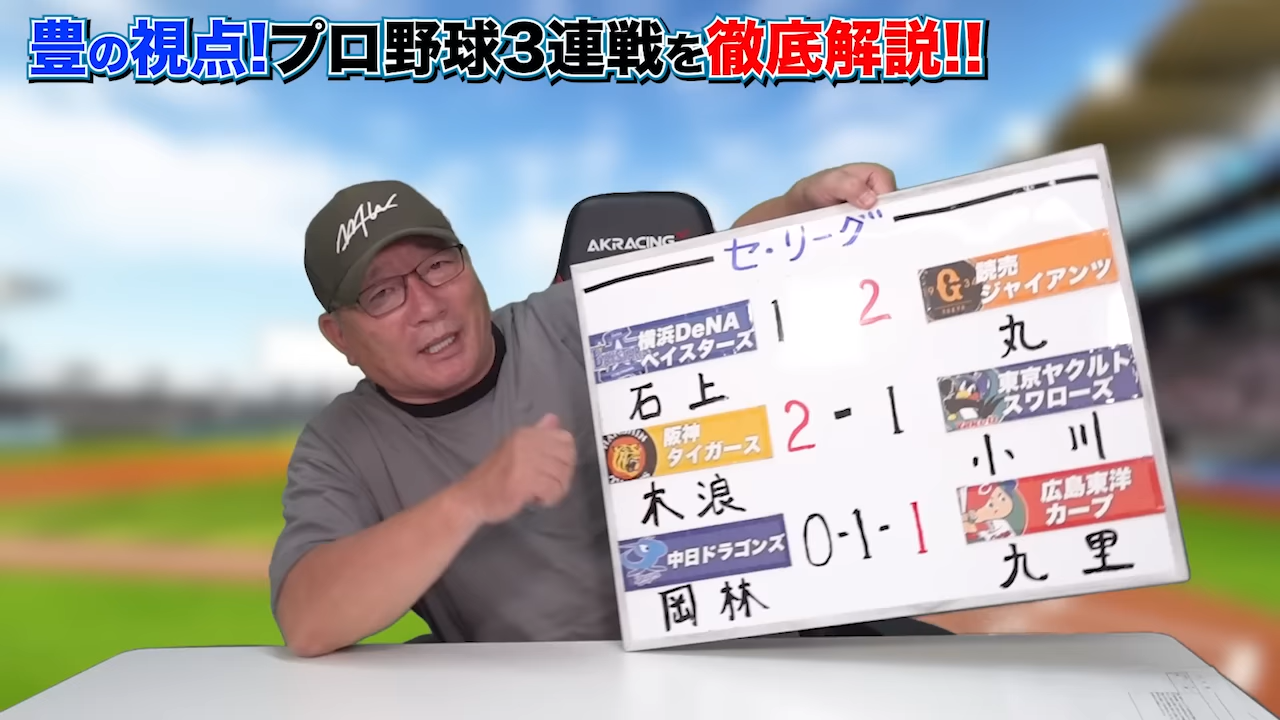 豊の視点!プロ野球3連戦を徹底解説!!
AKRACING
セ・リーグ
横浜DeNA
ベイスターズ
1 2
読売
ジャイアンツ
石上
丸
阪神
タイガース
2-1
東京ヤクルト
スワローズ
木浪
小川
中日ドラゴンズ
0-1-1
広島東洋
カープ
岡林
九里